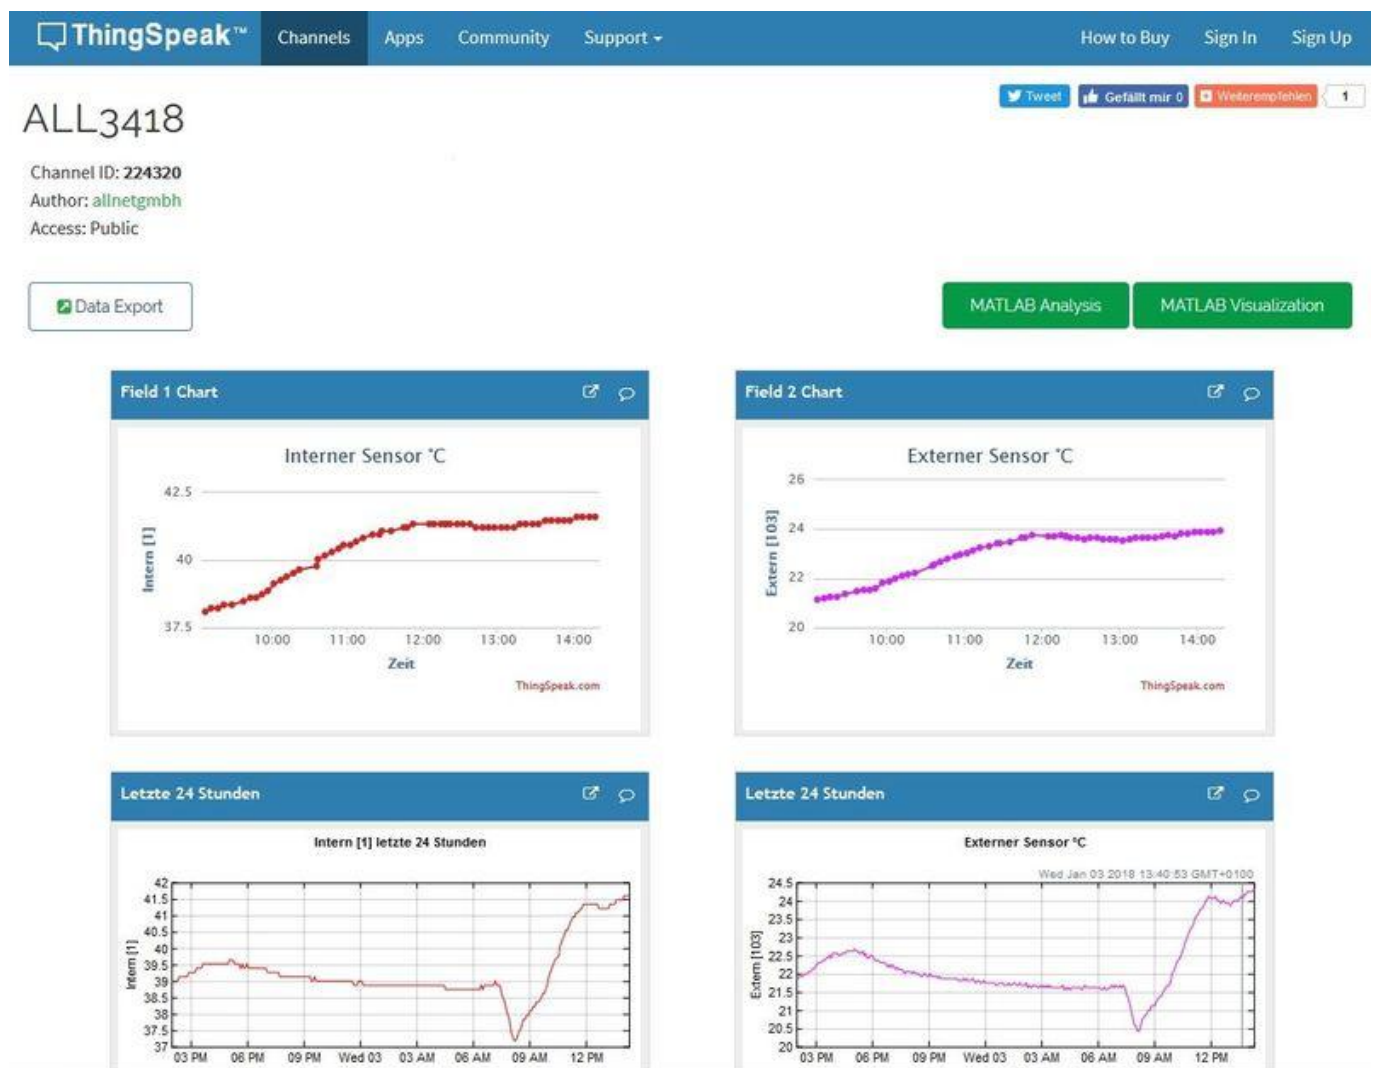 ThingSpeak™ Channels Apps Community Support How to Buy Sign In Sign Up
Tweet Gefällt mir 0 Weiterempfehlen 1
ALL3418
Channel ID: 224320
Author: allnetgmbh
Access: Public
Data Export
MATLAB Analysis
MATLAB Visualization
Field 1 Chart
Interner Sensor °C
42.5
40
37.5
Intern [1]
10:00 11:00 12:00 13:00 14:00
Zeit
ThingSpeak.com
Field 2 Chart
Externer Sensor °C
26
24
22
20
Extern [103]
10:00 11:00 12:00 13:00 14:00
Zeit
ThingSpeak.com
Letzte 24 Stunden
Intern [1] letzte 24 Stunden
42
41.5
41
40.5
40
39.5
39
38.5
38
37.5
37
Intern [1]
03 PM 06 PM 09 PM Wed 03 03 AM 06 AM 09 AM 12 PM
Letzte 24 Stunden
Externer Sensor °C
Wed Jan 03 2018 13:40:53 GMT+0100
24.5
24
23.5
23
22.5
22
21.5
21
20.5
20
Extern [103]
03 PM 06 PM 09 PM Wed 03 03 AM 06 AM 09 AM 12 PM